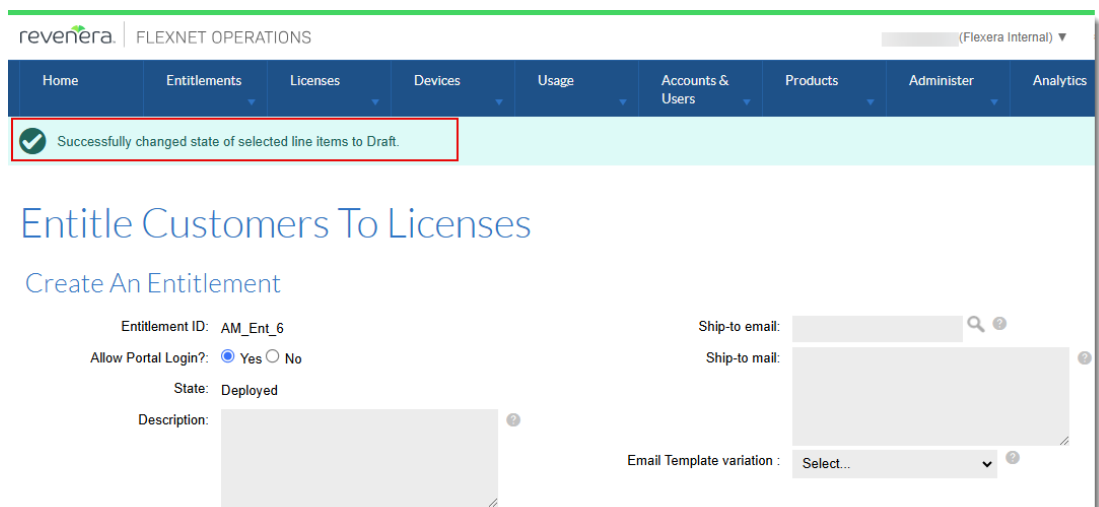 revenera. FLEXNET OPERATIONS
(Flexera Internal) ▼
Home Entitlements Licenses Devices Usage Accounts & Users Products Administer Analytics
Successfully changed state of selected line items to Draft.
Entitle Customers To Licenses
Create An Entitlement
Entitlement ID: AM_Ent_6
Ship-to email:
Allow Portal Login?: Yes No
Ship-to mail:
State: Deployed
Description:
Email Template variation : Select...